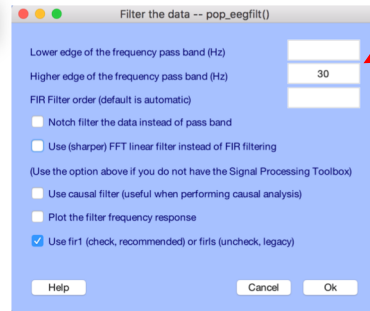 Filter the data -- pop_eegfilt()
Lower edge of the frequency pass band (Hz)
Higher edge of the frequency pass band (Hz) 30
FIR Filter order (default is automatic)
Notch filter the data instead of pass band
Use (sharper) FFT linear filter instead of FIR filtering
(Use the option above if you do not have the Signal Processing Toolbox)
Use causal filter (useful when performing causal analysis)
Plot the filter frequency response
Use fir1 (check, recommended) or firls (uncheck, legacy)
Help Cancel Ok